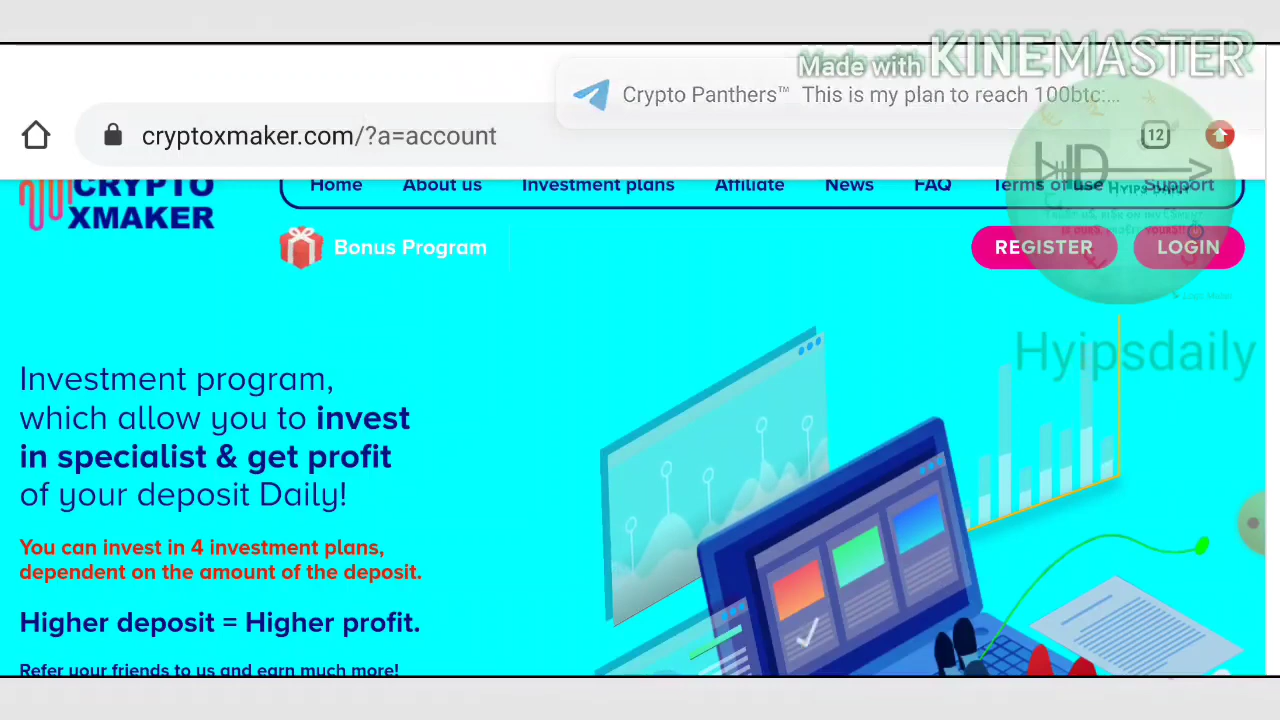 Made with KINEMASTER
Crypto Panthers™ This is my plan to reach 100btc:...
cryptoxmaker.com/?a=account
12
HD
HYIPS DAILY
CRYPTO
XMAKER
Home About us Investment plans Affiliate News FAQ Terms of use Support
Bonus Program
REGISTER LOGIN
Hyipsdaily
Investment program,
which allow you to invest
in specialist & get profit
of your deposit Daily!
You can invest in 4 investment plans,
dependent on the amount of the deposit.
Higher deposit = Higher profit.
Refer your friends to us and earn much more!